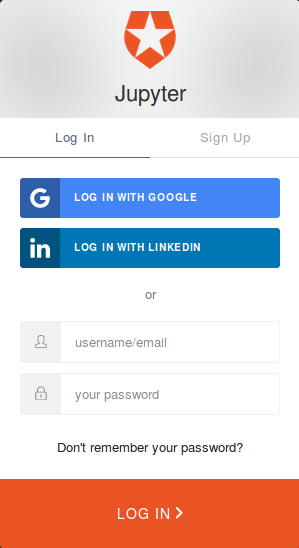 Jupyter
Log In
Sign Up
LOG IN WITH GOOGLE
LOG IN WITH LINKEDIN
or
username/email
your password
Don't remember your password?
LOG IN